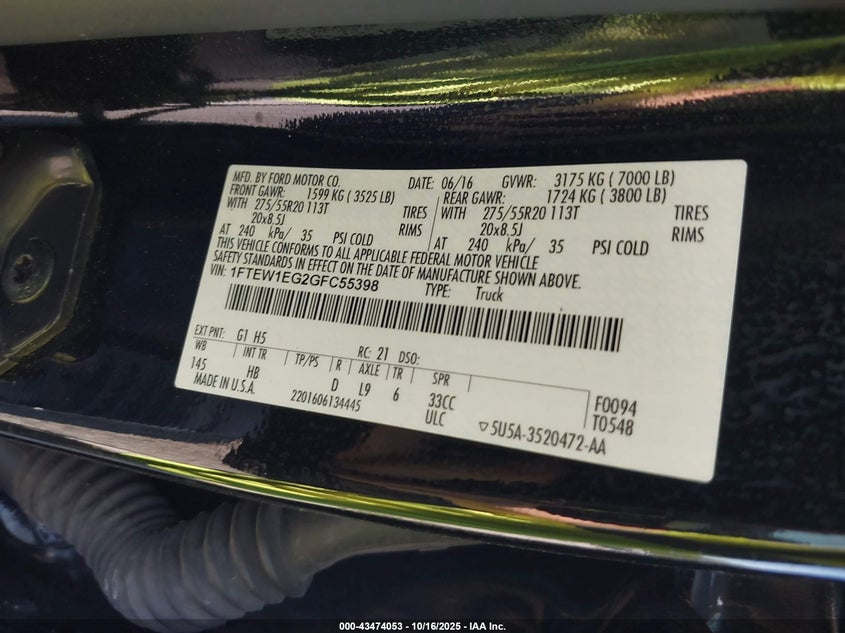 MFD. BY FORD MOTOR CO. DATE: 06/16 GVWR: 3175 KG ( 7000 LB)
FRONT GAWR: 1599 KG ( 3525 LB) REAR GAWR: 1724 KG ( 3800 LB)
WITH 275/55R20 113T TIRES WITH 275/55R20 113T TIRES
20x8.5J RIMS 20x8.5J RIMS
AT 240 kPa/ 35 PSI COLD AT 240 kPa/ 35 PSI COLD
THIS VEHICLE CONFORMS TO ALL APPLICABLE FEDERAL MOTOR VEHICLE
SAFETY STANDARDS IN EFFECT ON THE DATE OF MANUFACTURE SHOWN ABOVE.
VIN: 1FTEW1EG2GFC55398 TYPE: Truck
EXT PNT: G1 H5 RC: 21 DSO:
WB INT TR TP/PS R AXLE TR SPR
145 HB D L9 6 33CC F0094
MADE IN U.S.A. 2201606134445 ULC ▽5U5A-3520472-AA T0548
000-43474053 - 10/16/2025 - IAA Inc.